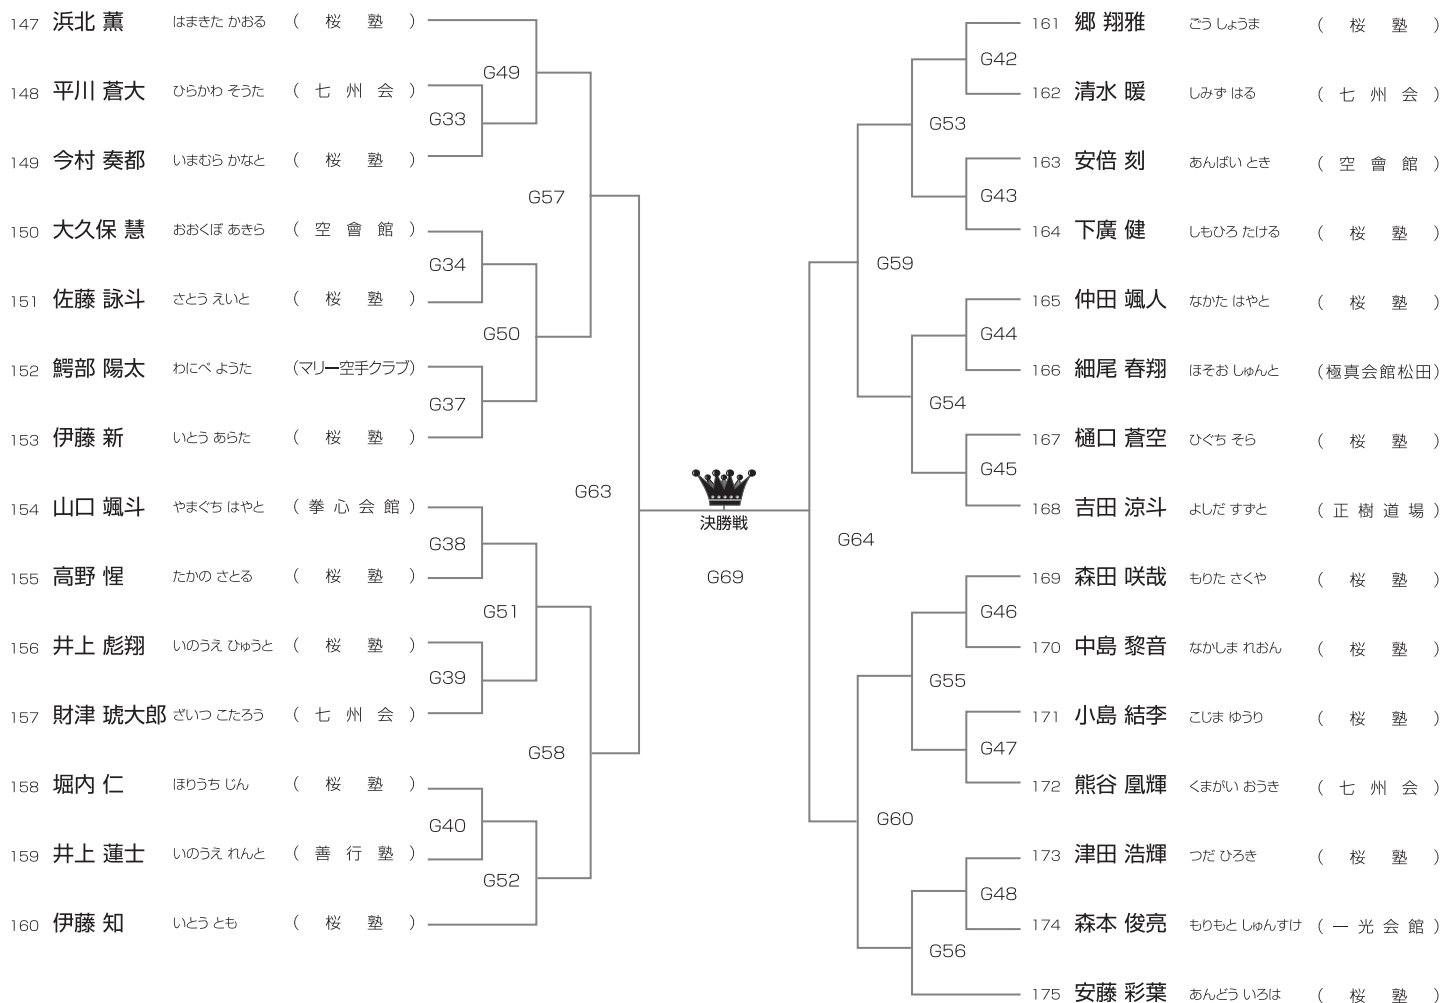 147 浜北 薫 はまきた かおる （ 桜 塾 ）
148 平川 蒼大 ひらかわ そうた （ 七 州 会 ）
149 今村 奏都 いまむら かなと （ 桜 塾 ）
150 大久保 慧 おおくぼ あきら （ 空 會 館 ）
151 佐藤 詠斗 さとう えいと （ 桜 塾 ）
152 鰐部 陽太 わにべ ようた （マリー空手クラブ）
153 伊藤 新 いとう あらた （ 桜 塾 ）
154 山口 颯斗 やまぐち はやと （ 拳 心 会 館 ）
155 高野 惺 たかの さとる （ 桜 塾 ）
156 井上 彪翔 いのうえ ひゅうと （ 桜 塾 ）
157 財津 琥大郎 ざいつ こたろう （ 七 州 会 ）
158 堀内 仁 ほりうち じん （ 桜 塾 ）
159 井上 蓮士 いのうえ れんと （ 善 行 塾 ）
160 伊藤 知 いとう とも （ 桜 塾 ）
G33
G34
G37
G38
G39
G40
G49
G50
G51
G52
G57
G58
G63
決勝戦
G69
G64
G59
G60
G53
G54
G55
G56
G42
G43
G44
G45
G46
G47
G48
161 郷 翔雅 ごう しょうま （ 桜 塾 ）
162 清水 暖 しみず はる （ 七 州 会 ）
163 安倍 刻 あんばい とき （ 空 會 館 ）
164 下廣 健 しもひろ たける （ 桜 塾 ）
165 仲田 颯人 なかた はやと （ 桜 塾 ）
166 細尾 春翔 ほそお しゅんと （極真会館松田）
167 樋口 蒼空 ひぐち そら （ 桜 塾 ）
168 吉田 涼斗 よしだ すずと （ 正 樹 道 場 ）
169 森田 咲哉 もりた さくや （ 桜 塾 ）
170 中島 黎音 なかしま れおん （ 桜 塾 ）
171 小島 結李 こじま ゆうり （ 桜 塾 ）
172 熊谷 凰輝 くまがい おうき （ 七 州 会 ）
173 津田 浩輝 つだ ひろき （ 桜 塾 ）
174 森本 俊亮 もりもと しゅんすけ （ 一 光 会 館 ）
175 安藤 彩葉 あんどう いろは （ 桜 塾 ）